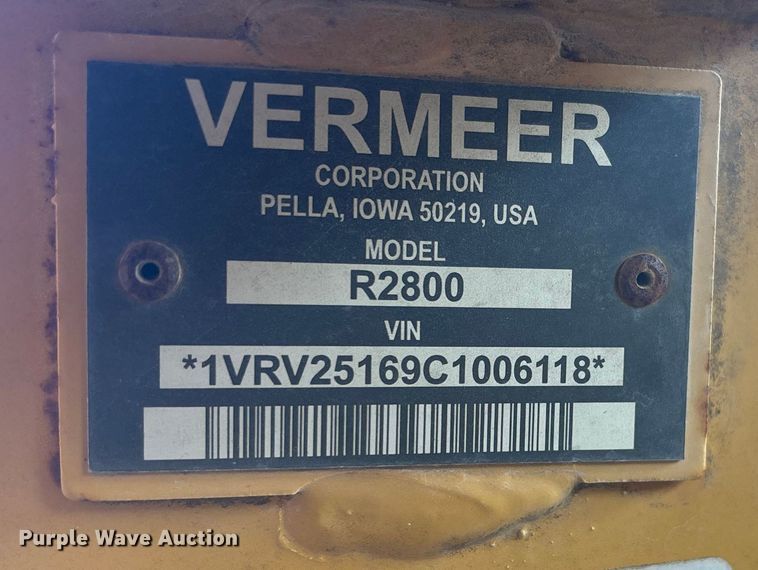 VERMEER
CORPORATION
PELLA, IOWA 50219, USA
MODEL
R2800
VIN
*1VRV25169C1006118*
Purple Wave Auction